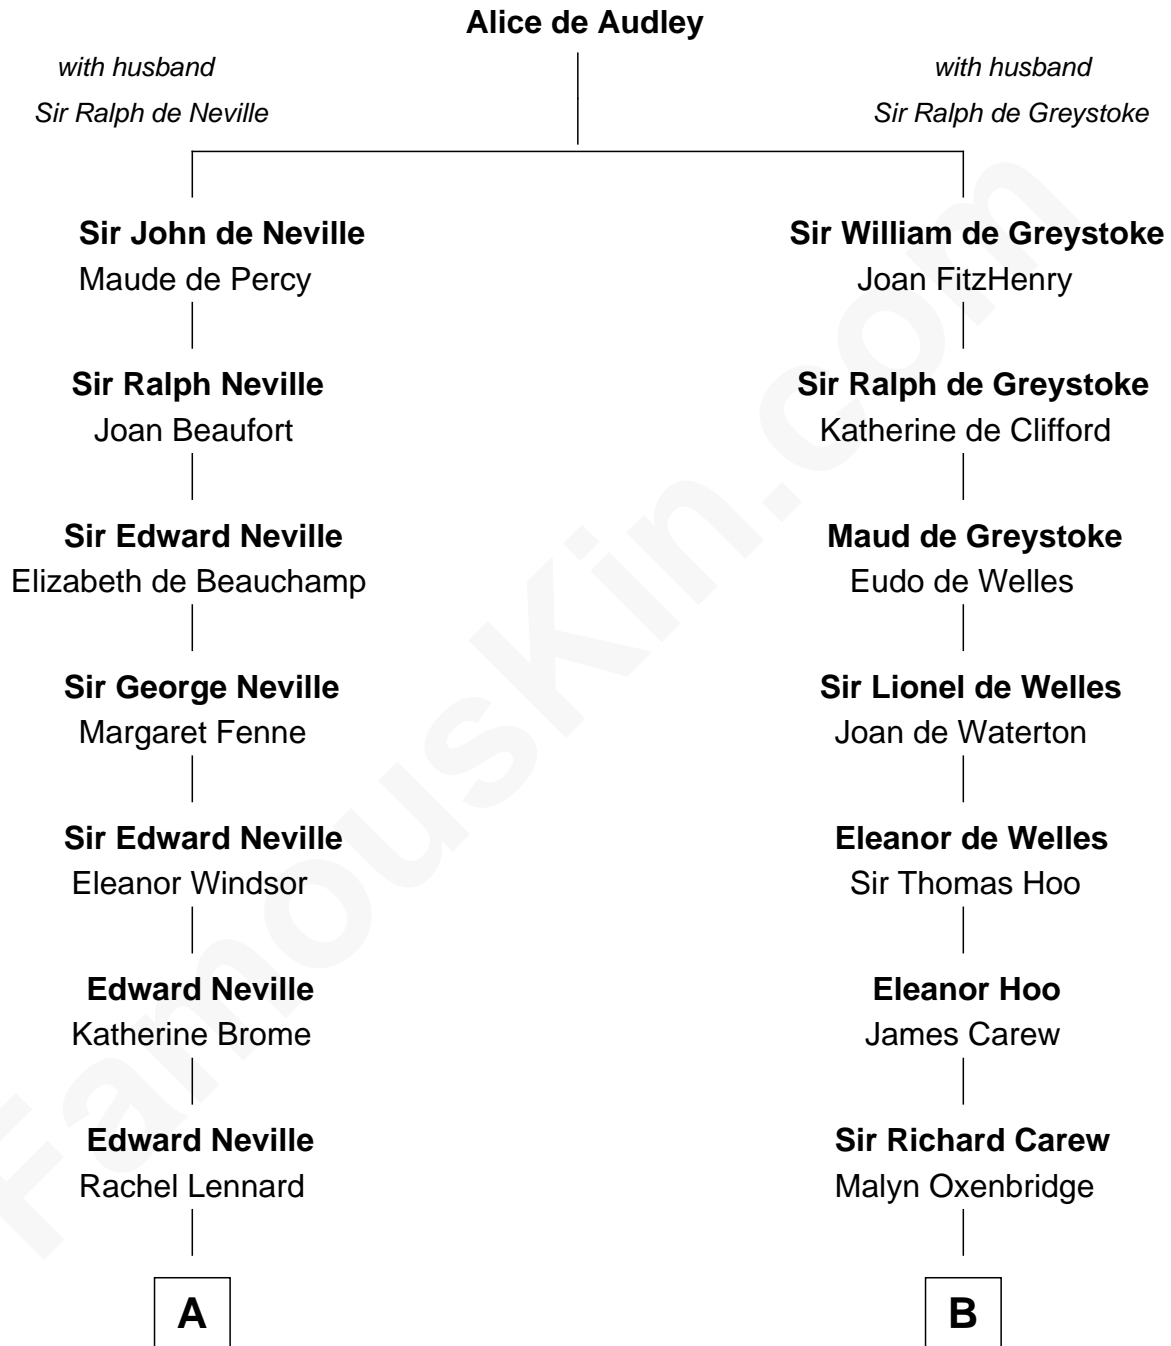 Alice de Audley
with husband
Sir Ralph de Neville
with husband
Sir Ralph de Greystoke
Sir John de Neville
Maude de Percy
Sir William de Greystoke
Joan FitzHenry
Sir Ralph Neville
Joan Beaufort
Sir Ralph de Greystoke
Katherine de Clifford
Sir Edward Neville
Elizabeth de Beauchamp
Maud de Greystoke
Eudo de Welles
Sir George Neville
Margaret Fenne
Sir Lionel de Welles
Joan de Waterton
Sir Edward Neville
Eleanor Windsor
Eleanor de Welles
Sir Thomas Hoo
Edward Neville
Katherine Brome
Eleanor Hoo
James Carew
Edward Neville
Rachel Lennard
Sir Richard Carew
Malyn Oxenbridge
A
B
FamousKin.com